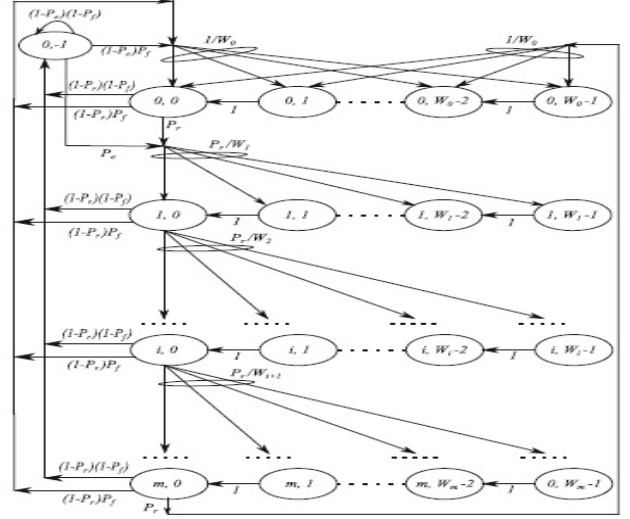 (1-Pe)(1-Pf)
0,-1
(1-Pe)Pf
1/W0
1/W0
(1-Pr)(1-Pf)
(1-Pr)Pf
0, 0
1
0, 1
0, W0-2
1
0, W0-1
Pr
Pe
Pr/W1
(1-Pr)(1-Pf)
(1-Pr)Pf
1, 0
1
1, 1
1, W1-2
1
1, W1-1
Pr/W2
(1-Pr)(1-Pf)
(1-Pr)Pf
i, 0
1
i, 1
i, Wi-2
1
i, Wi-1
Pr/Wi+1
(1-Pr)(1-Pf)
(1-Pr)Pf
m, 0
1
m, 1
m, Wm-2
1
0, Wm-1
Pr